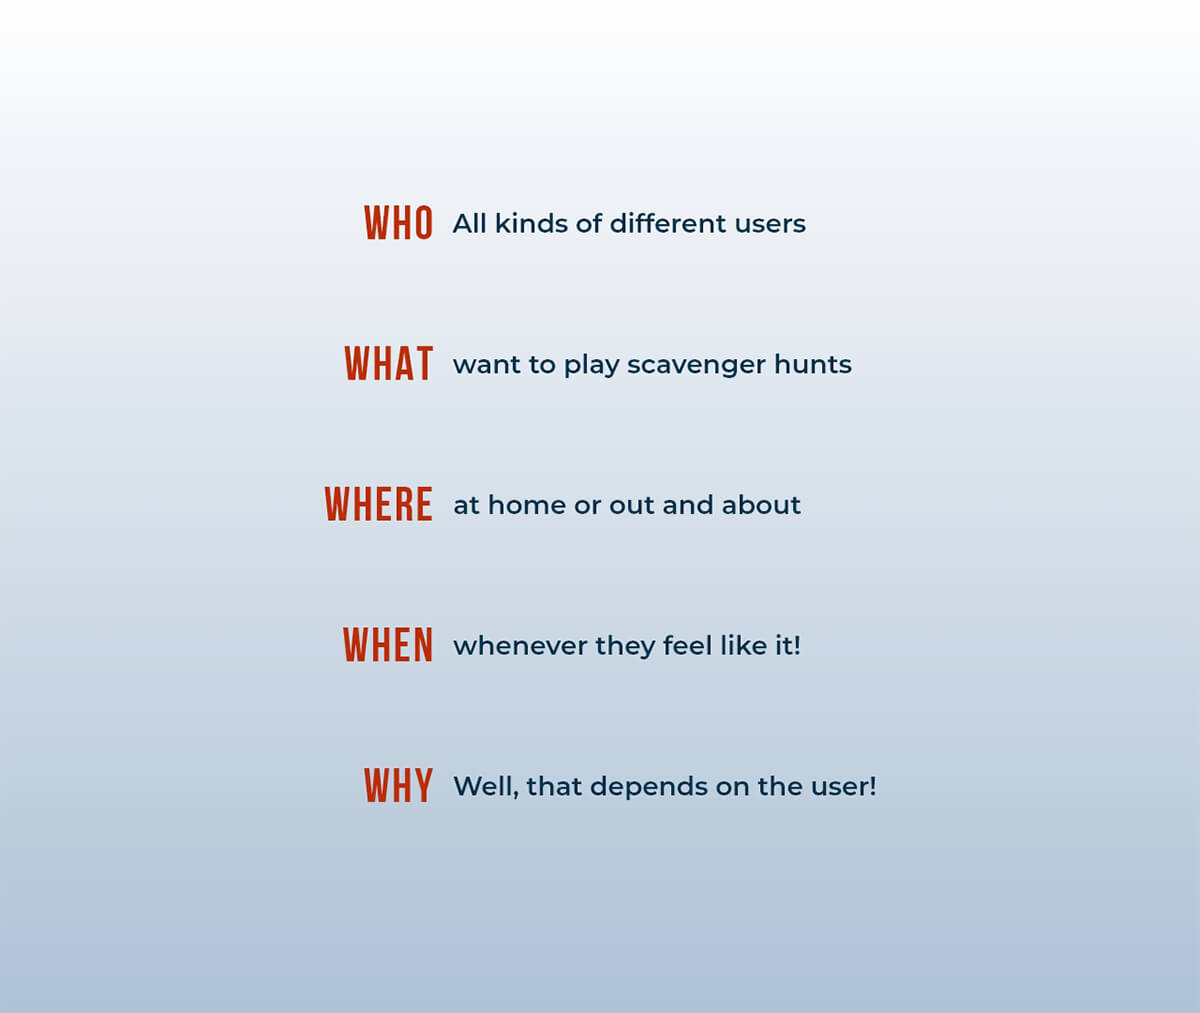 WHO All kinds of different users
WHAT want to play scavenger hunts
WHERE at home or out and about
WHEN whenever they feel like it!
WHY Well, that depends on the user!